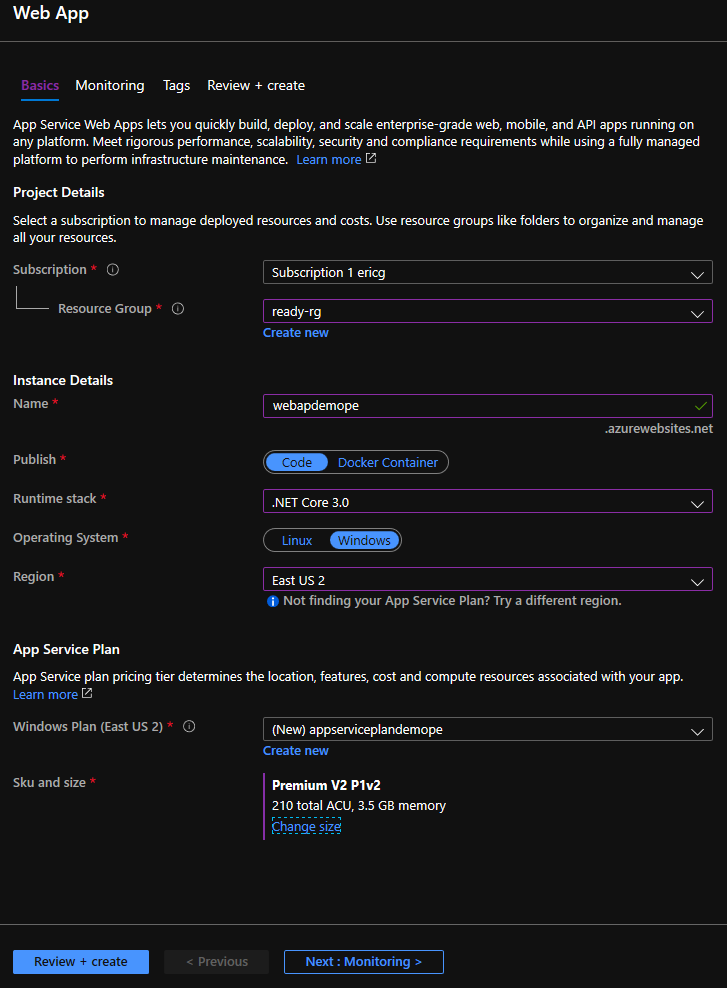 Web App
Basics Monitoring Tags Review + create
App Service Web Apps lets you quickly build, deploy, and scale enterprise-grade web, mobile, and API apps running on
any platform. Meet rigorous performance, scalability, security and compliance requirements while using a fully managed
platform to perform infrastructure maintenance. Learn more
Project Details
Select a subscription to manage deployed resources and costs. Use resource groups like folders to organize and manage
all your resources.
Subscription * Subscription 1 ericg
Resource Group * ready-rg
Create new
Instance Details
Name * webapdemope
.azurewebsites.net
Publish * Code Docker Container
Runtime stack * .NET Core 3.0
Operating System * Linux Windows
Region * East US 2
Not finding your App Service Plan? Try a different region.
App Service Plan
App Service plan pricing tier determines the location, features, cost and compute resources associated with your app.
Learn more
Windows Plan (East US 2) * (New) appserviceplandemope
Create new
Sku and size * Premium V2 P1v2
210 total ACU, 3.5 GB memory
Change size
Review + create < Previous Next : Monitoring >